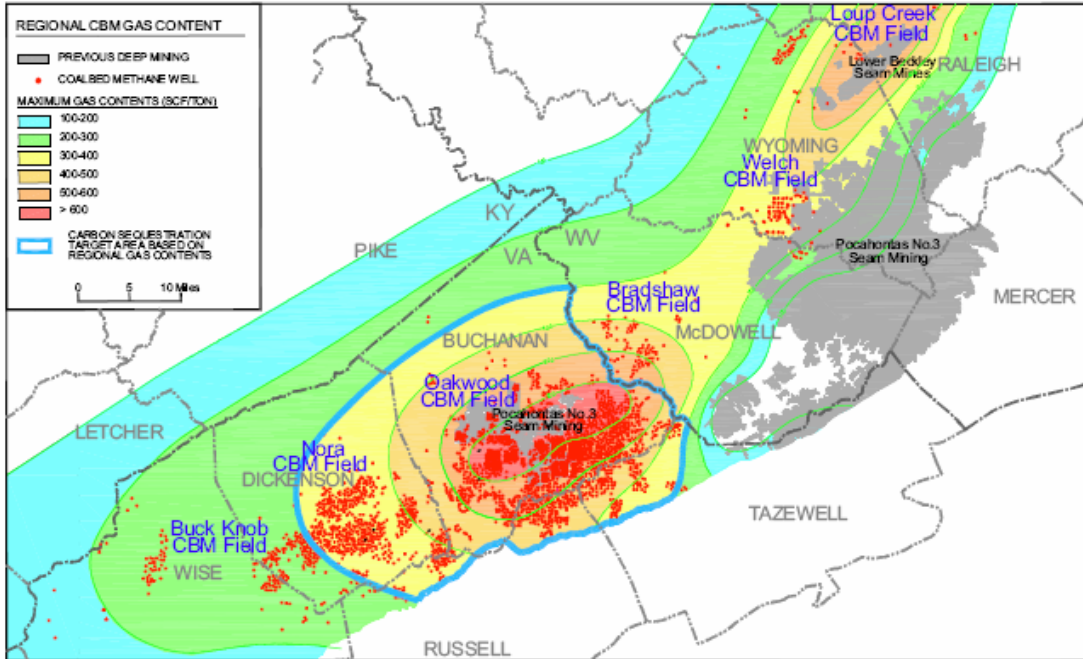 REGIONAL CBM GAS CONTENT
PREVIOUS DEEP MINING
COALBED METHANE WELL
MAXIMUM GAS CONTENTS (SCF/TON)
100-200
200-300
300-400
400-500
500-600
> 600
CARBON SEQUESTRATION
TARGET AREA BASED ON
REGIONAL GAS CONTENTS
0 5 10 Miles
Loup Creek
CBM Field
Lower Beckley
Seam Mines
RALEIGH
WYOMING
Welch
CBM Field
KY
WV
VA
PIKE
Pocahontas No.3
Seam Mining
MERCER
Bradshaw
CBM Field
McDOWELL
BUCHANAN
Oakwood
CBM Field
Pocahontas No.3
Seam Mining
LETCHER
Nora
CBM Field
DICKENSON
TAZEWELL
Buck Knob
CBM Field
WISE
RUSSELL